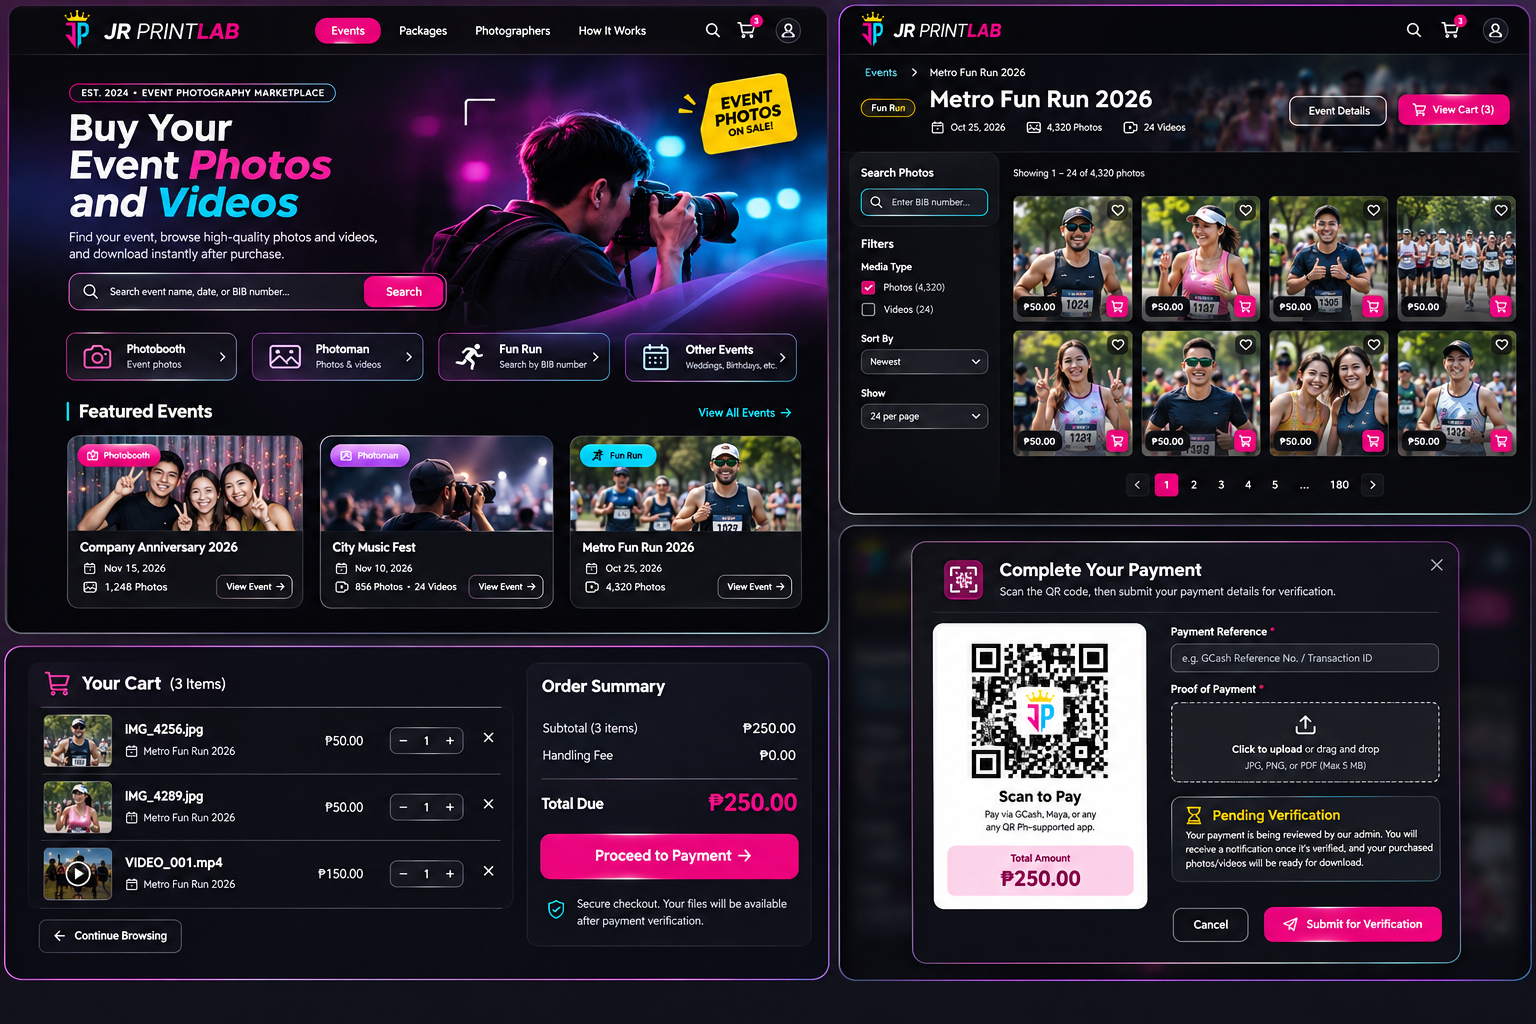 JR PRINTLAB
Events
Packages
Photographers
How It Works
3
EST. 2024 • EVENT PHOTOGRAPHY MARKETPLACE
Buy Your
Event Photos
and Videos
Find your event, browse high-quality photos and videos,
and download instantly after purchase.
Search event name, date, or BIB number...
Search
EVENT
PHOTOS
ON SALE!
Photobooth
Event photos
Photoman
Photos & videos
Fun Run
Search by BIB number
Other Events
Weddings, Birthdays, etc.
Featured Events
View All Events →
Photobooth
Company Anniversary 2026
Nov 15, 2026
1,248 Photos
View Event →
Photoman
City Music Fest
Nov 10, 2026
856 Photos • 24 Videos
View Event →
Fun Run
Metro Fun Run 2026
Oct 25, 2026
4,320 Photos
View Event →
JR PRINTLAB
3
Events > Metro Fun Run 2026
Fun Run
Metro Fun Run 2026
Oct 25, 2026
4,320 Photos
24 Videos
Event Details
View Cart (3)
Search Photos
Enter BIB number...
Filters
Media Type
Photos (4,320)
Videos (24)
Sort By
Newest
Show
24 per page
Showing 1 – 24 of 4,320 photos
1024
₱50.00
₱50.00
1305
₱50.00
₱50.00
₱50.00
₱50.00
₱50.00
₱50.00
< 1 2 3 4 5 ... 180 >
Your Cart (3 Items)
IMG_4256.jpg
Metro Fun Run 2026
₱50.00
− 1 +
×
IMG_4289.jpg
Metro Fun Run 2026
₱50.00
− 1 +
×
VIDEO_001.mp4
Metro Fun Run 2026
₱150.00
− 1 +
×
← Continue Browsing
Order Summary
Subtotal (3 items) ₱250.00
Handling Fee ₱0.00
Total Due ₱250.00
Proceed to Payment →
Secure checkout. Your files will be available
after payment verification.
Complete Your Payment
Scan the QR code, then submit your payment details for verification.
JP
Scan to Pay
Pay via GCash, Maya, or any
any QR Ph–supported app.
Total Amount
₱250.00
Payment Reference *
e.g. GCash Reference No. / Transaction ID
Proof of Payment *
Click to upload or drag and drop
JPG, PNG, or PDF (Max 5 MB)
Pending Verification
Your payment is being reviewed by our admin. You will
receive a notification once it's verified, and your purchased
photos/videos will be ready for download.
Cancel
Submit for Verification